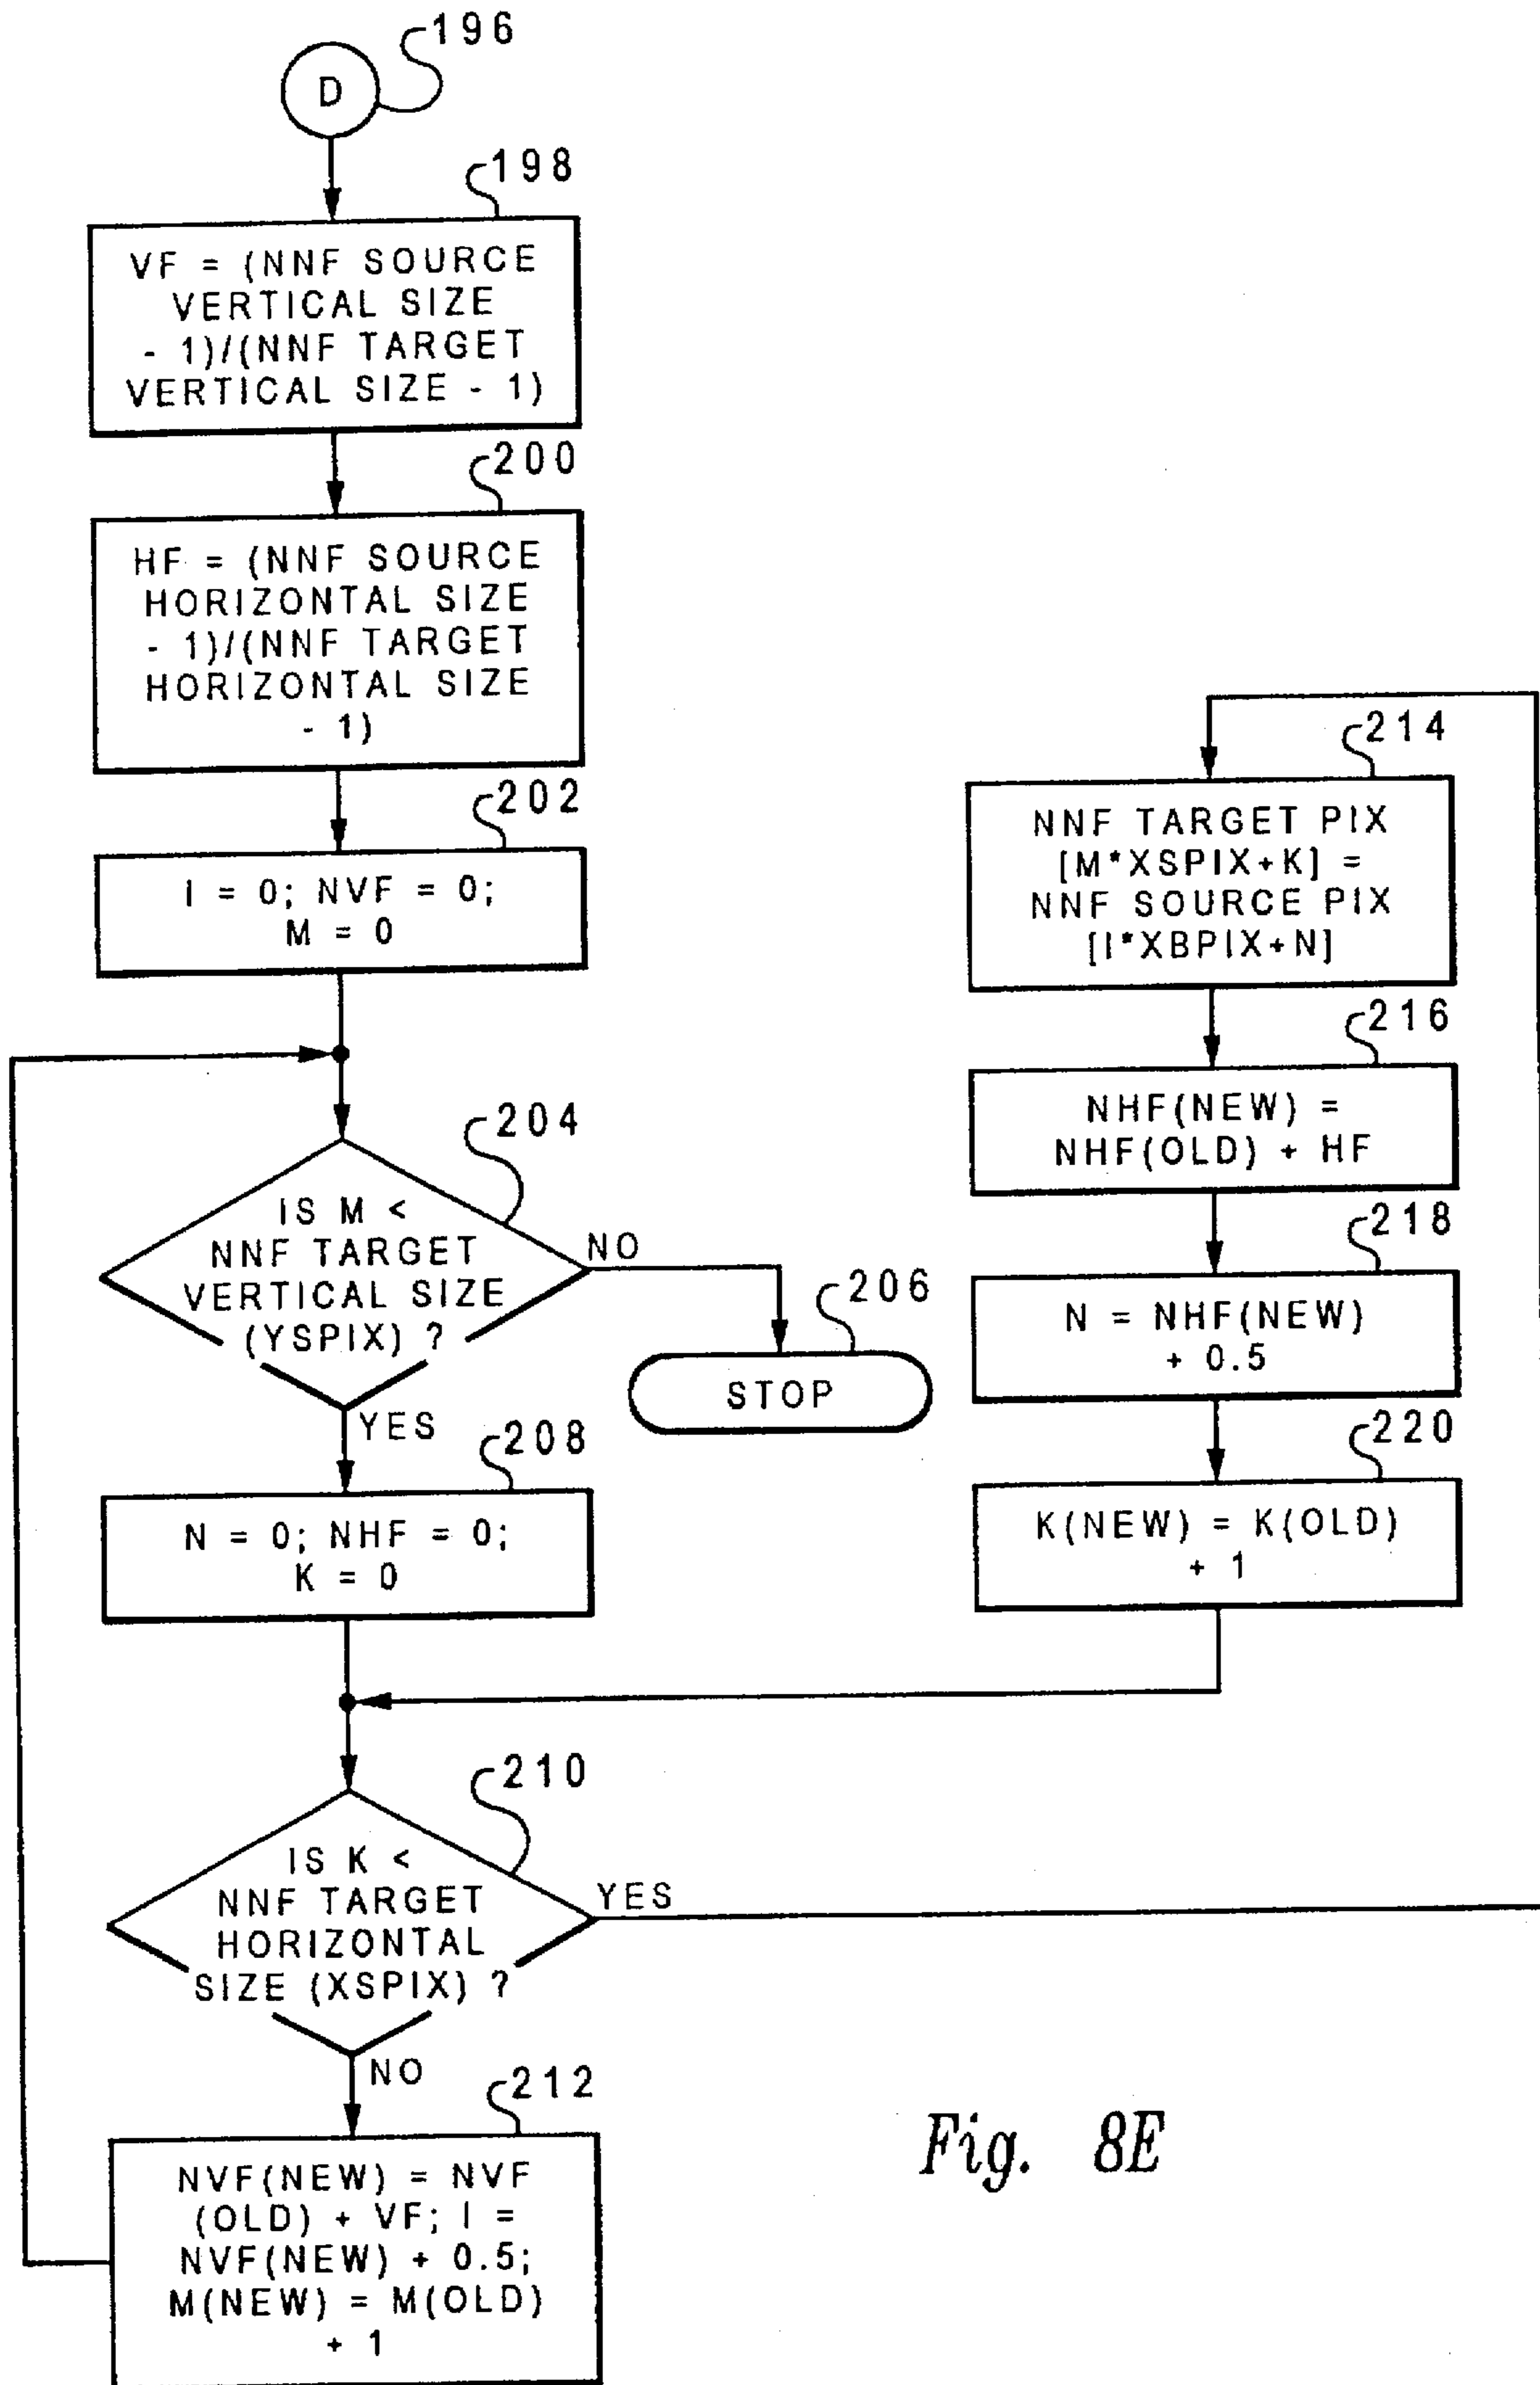 196
D
198
VF = (NNF SOURCE
VERTICAL SIZE
- 1)/(NNF TARGET
VERTICAL SIZE - 1)
200
HF = (NNF SOURCE
HORIZONTAL SIZE
- 1)/(NNF TARGET
HORIZONTAL SIZE
- 1)
202
I = 0; NVF = 0;
M = 0
204
IS M <
NNF TARGET
VERTICAL SIZE
(YSPIX) ?
NO
206
STOP
YES
208
N = 0; NHF = 0;
K = 0
210
IS K <
NNF TARGET
HORIZONTAL
SIZE (XSPIX) ?
YES
NO
212
NVF(NEW) = NVF
(OLD) + VF; I =
NVF(NEW) + 0.5;
M(NEW) = M(OLD)
+ 1
214
NNF TARGET PIX
[M*XSPIX+K] =
NNF SOURCE PIX
[I*XBPIX+N]
216
NHF(NEW) =
NHF(OLD) + HF
218
N = NHF(NEW)
+ 0.5
220
K(NEW) = K(OLD)
+ 1
Fig. 8E